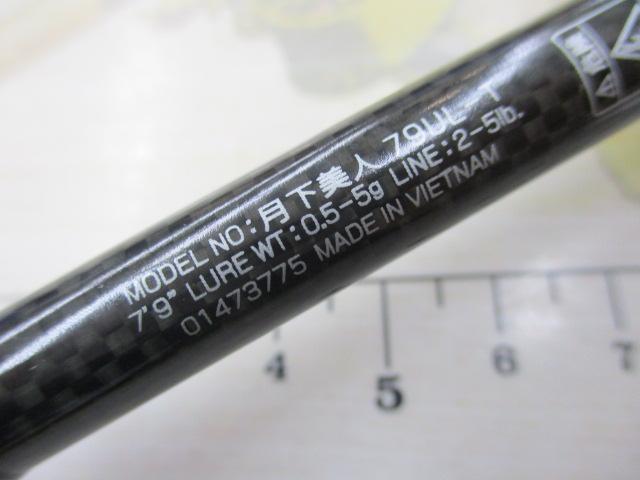 MODEL NO:月下美人 79UL-T
7'9" LURE WT:0.5-5g LINE:2-5lb.
01473775 MADE IN VIETNAM
4 5 6 7